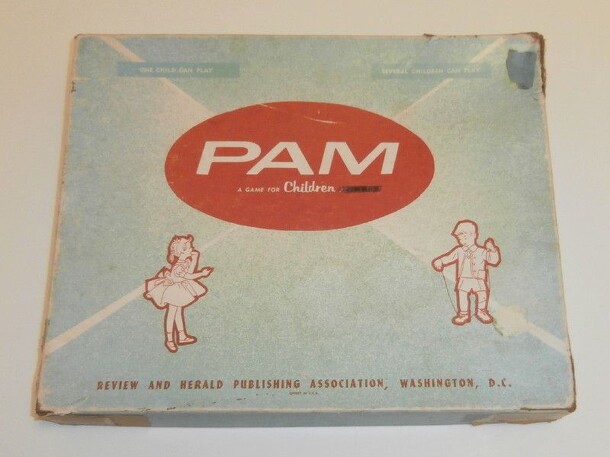 ONE CHILD CAN PLAY
SEVERAL CHILDREN CAN PLAY
PAM
A GAME FOR Children
REVIEW AND HERALD PUBLISHING ASSOCIATION, WASHINGTON, D.C.